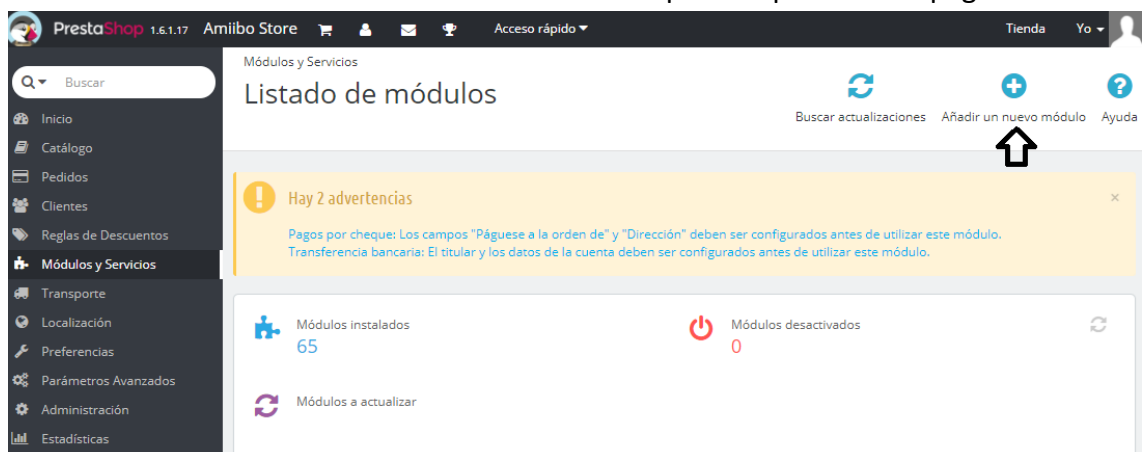 PrestaShop 1.6.1.17 Amiibo Store Acceso rápido Tienda Yo
Buscar
Inicio
Catálogo
Pedidos
Clientes
Reglas de Descuentos
Módulos y Servicios
Transporte
Localización
Preferencias
Parámetros Avanzados
Administración
Estadísticas
Módulos y Servicios
Listado de módulos
Buscar actualizaciones Añadir un nuevo módulo Ayuda
Hay 2 advertencias ×
Pagos por cheque: Los campos "Páguese a la orden de" y "Dirección" deben ser configurados antes de utilizar este módulo.
Transferencia bancaria: El titular y los datos de la cuenta deben ser configurados antes de utilizar este módulo.
Módulos instalados
65
Módulos desactivados
0
Módulos a actualizar